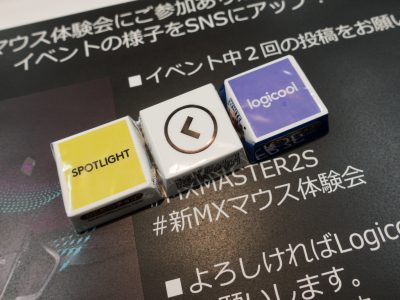 マウス体験会にご参加あ
イベントの様子をSNSにアップ
■イベント中2回の投稿をお願い
SPOTLIGHT
logicool
MXMASTER2S
#新MXマウス体験会
■よろしければLogico
願いします。